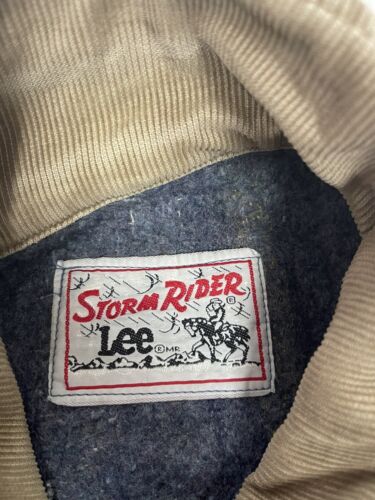 STORM RIDER ®
Lee ® MR